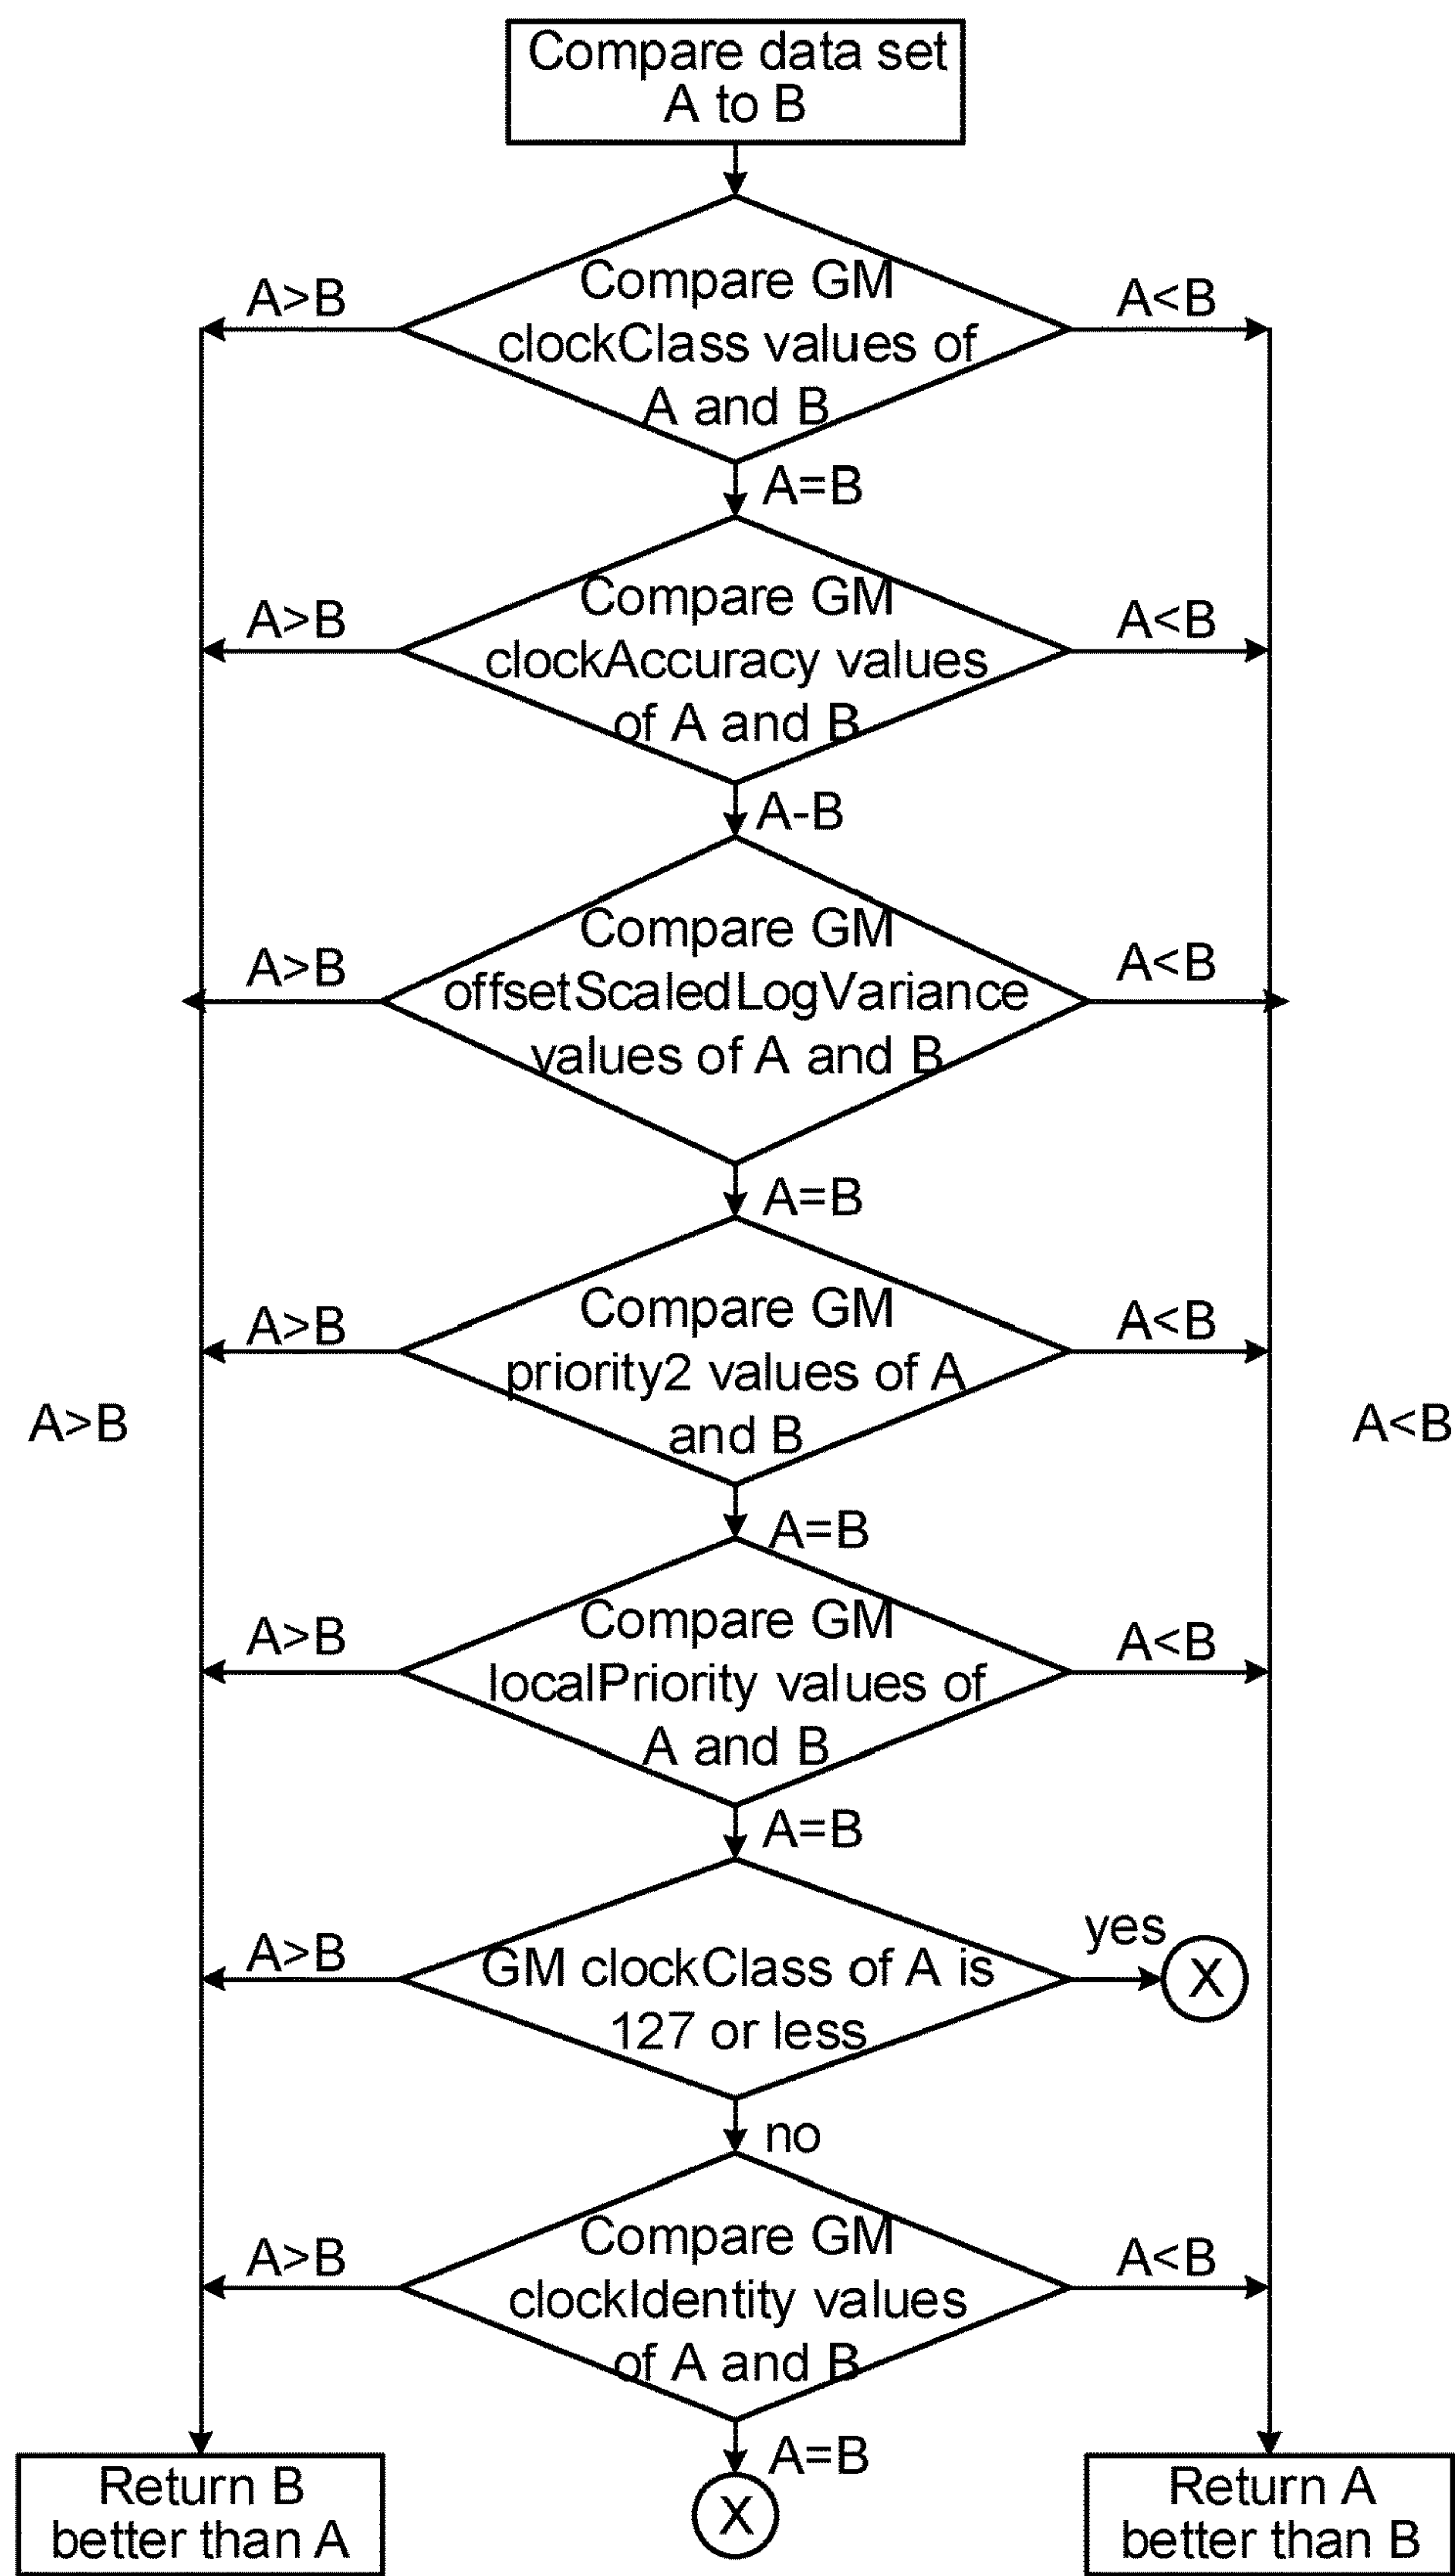 Compare data set
A to B
A>B
Compare GM
clockClass values of
A and B
A<B
A=B
A>B
Compare GM
clockAccuracy values
of A and B
A<B
A-B
A>B
Compare GM
offsetScaledLogVariance
values of A and B
A<B
A=B
A>B
Compare GM
priority2 values of A
and B
A<B
A>B
A<B
A=B
A>B
Compare GM
localPriority values of
A and B
A<B
A=B
A>B
GM clockClass of A is
127 or less
yes
X
no
A>B
Compare GM
clockIdentity values
of A and B
A<B
A=B
Return B
better than A
X
Return A
better than B